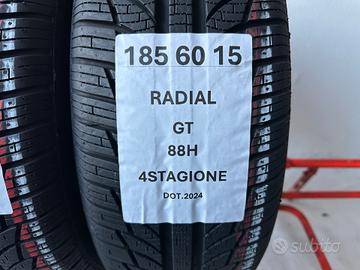 185 60 15
RADIAL
GT
88H
4STAGIONE
DOT.2024
subito